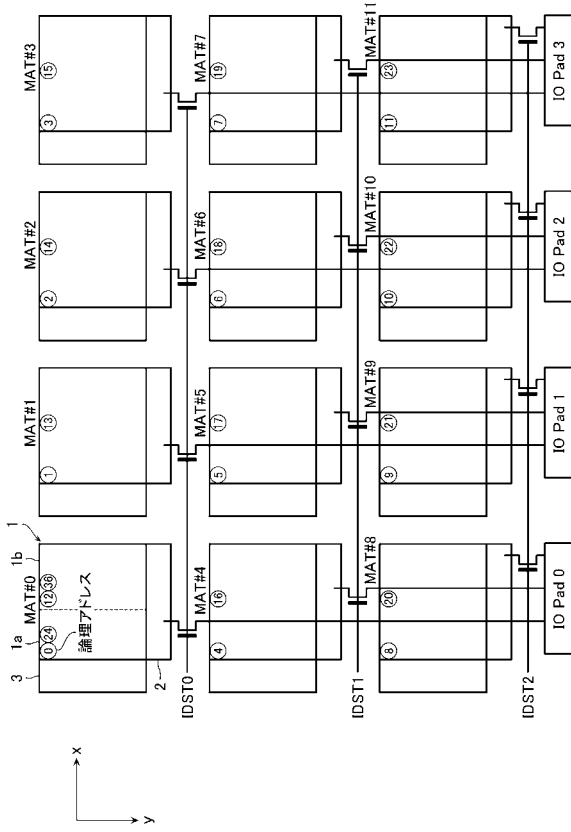 x
y
3
1a
1b
1
MAT#0
MAT#1
MAT#2
MAT#3
0 24 12 36
1 13
2 14
3 15
論理アドレス
2
IDST0
MAT#4
MAT#5
MAT#6
MAT#7
4 16
5 17
6 18
7 19
IDST1
MAT#8
MAT#9
MAT#10
MAT#11
8 20
9 21
10 22
11 23
IDST2
IO Pad 0
IO Pad 1
IO Pad 2
IO Pad 3